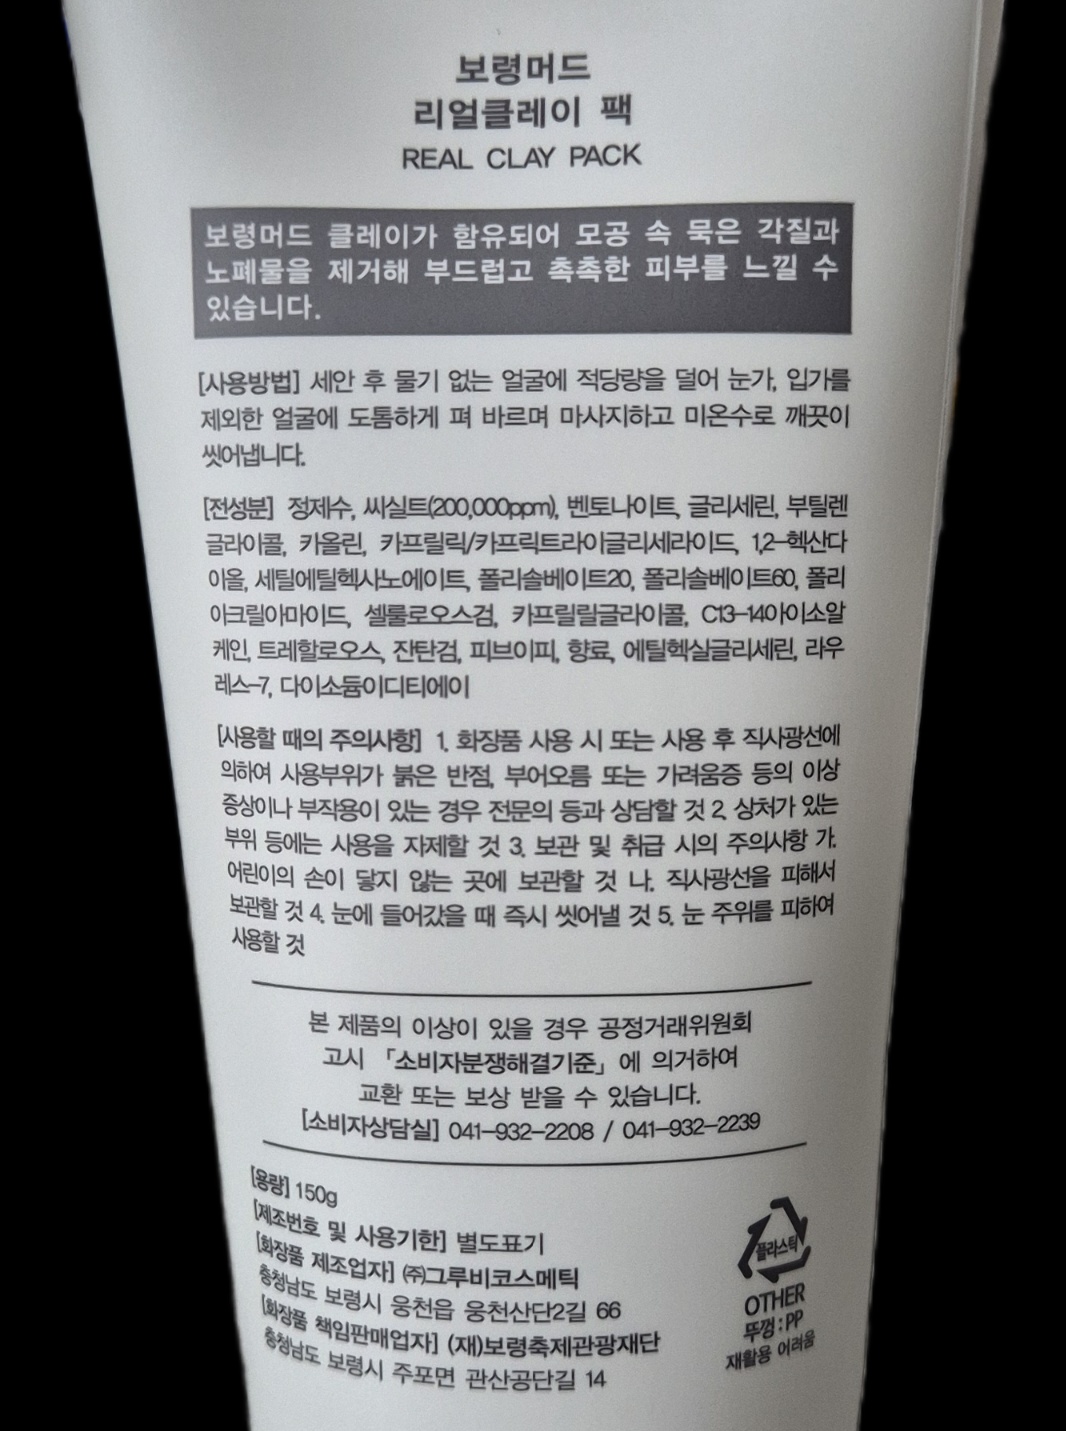 보령머드
리얼클레이 팩
REAL CLAY PACK
보령머드 클레이가 함유되어 모공 속 묵은 각질과
노폐물을 제거해 부드럽고 촉촉한 피부를 느낄 수
있습니다.
[사용방법] 세안 후 물기 없는 얼굴에 적당량을 덜어 눈가, 입가를
제외한 얼굴에 도톰하게 펴 바르며 마사지하고 미온수로 깨끗이
씻어냅니다.
[전성분] 정제수, 씨실트(200,000ppm), 벤토나이트, 글리세린, 부틸렌
글라이콜, 카올린, 카프릴릭/카프릭트라이글리세라이드, 1,2-헥산다
이올, 세틸에틸헥사노에이트, 폴리솔베이트20, 폴리솔베이트60, 폴리
아크릴아마이드, 셀룰로오스검, 카프릴릴글라이콜, C13-14아이소알
케인, 트레할로오스, 잔탄검, 피브이피, 향료, 에틸헥실글리세린, 라우
레스-7, 다이소듐이디티에이
[사용할 때의 주의사항] 1. 화장품 사용 시 또는 사용 후 직사광선에
의하여 사용부위가 붉은 반점, 부어오름 또는 가려움증 등의 이상
증상이나 부작용이 있는 경우 전문의 등과 상담할 것 2. 상처가 있는
부위 등에는 사용을 자제할 것 3. 보관 및 취급 시의 주의사항 가.
어린이의 손이 닿지 않는 곳에 보관할 것 나. 직사광선을 피해서
보관할 것 4. 눈에 들어갔을 때 즉시 씻어낼 것 5. 눈 주위를 피하여
사용할 것
본 제품의 이상이 있을 경우 공정거래위원회
고시 「소비자분쟁해결기준」에 의거하여
교환 또는 보상 받을 수 있습니다.
[소비자상담실] 041-932-2208 / 041-932-2239
[용량] 150g
[제조번호 및 사용기한] 별도표기
[화장품 제조업자] ㈜그루비코스메틱
충청남도 보령시 웅천읍 웅천산단2길 66
[화장품 책임판매업자] (재)보령축제관광재단
충청남도 보령시 주포면 관산공단길 14
플라스틱
OTHER
뚜껑:PP
재활용 어려움